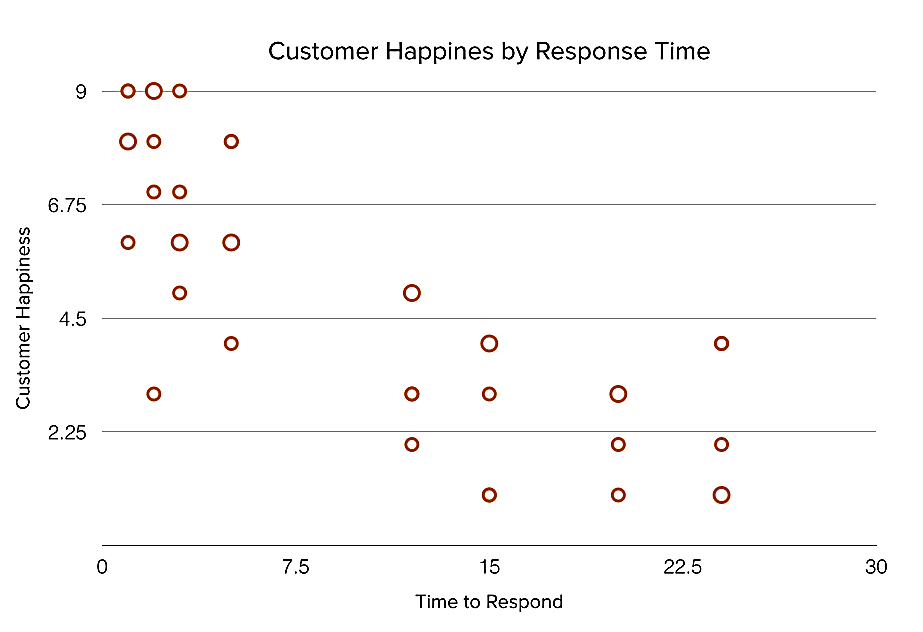 Customer Happines by Response Time
9
6.75
4.5
2.25
Customer Happiness
0 7.5 15 22.5 30
Time to Respond